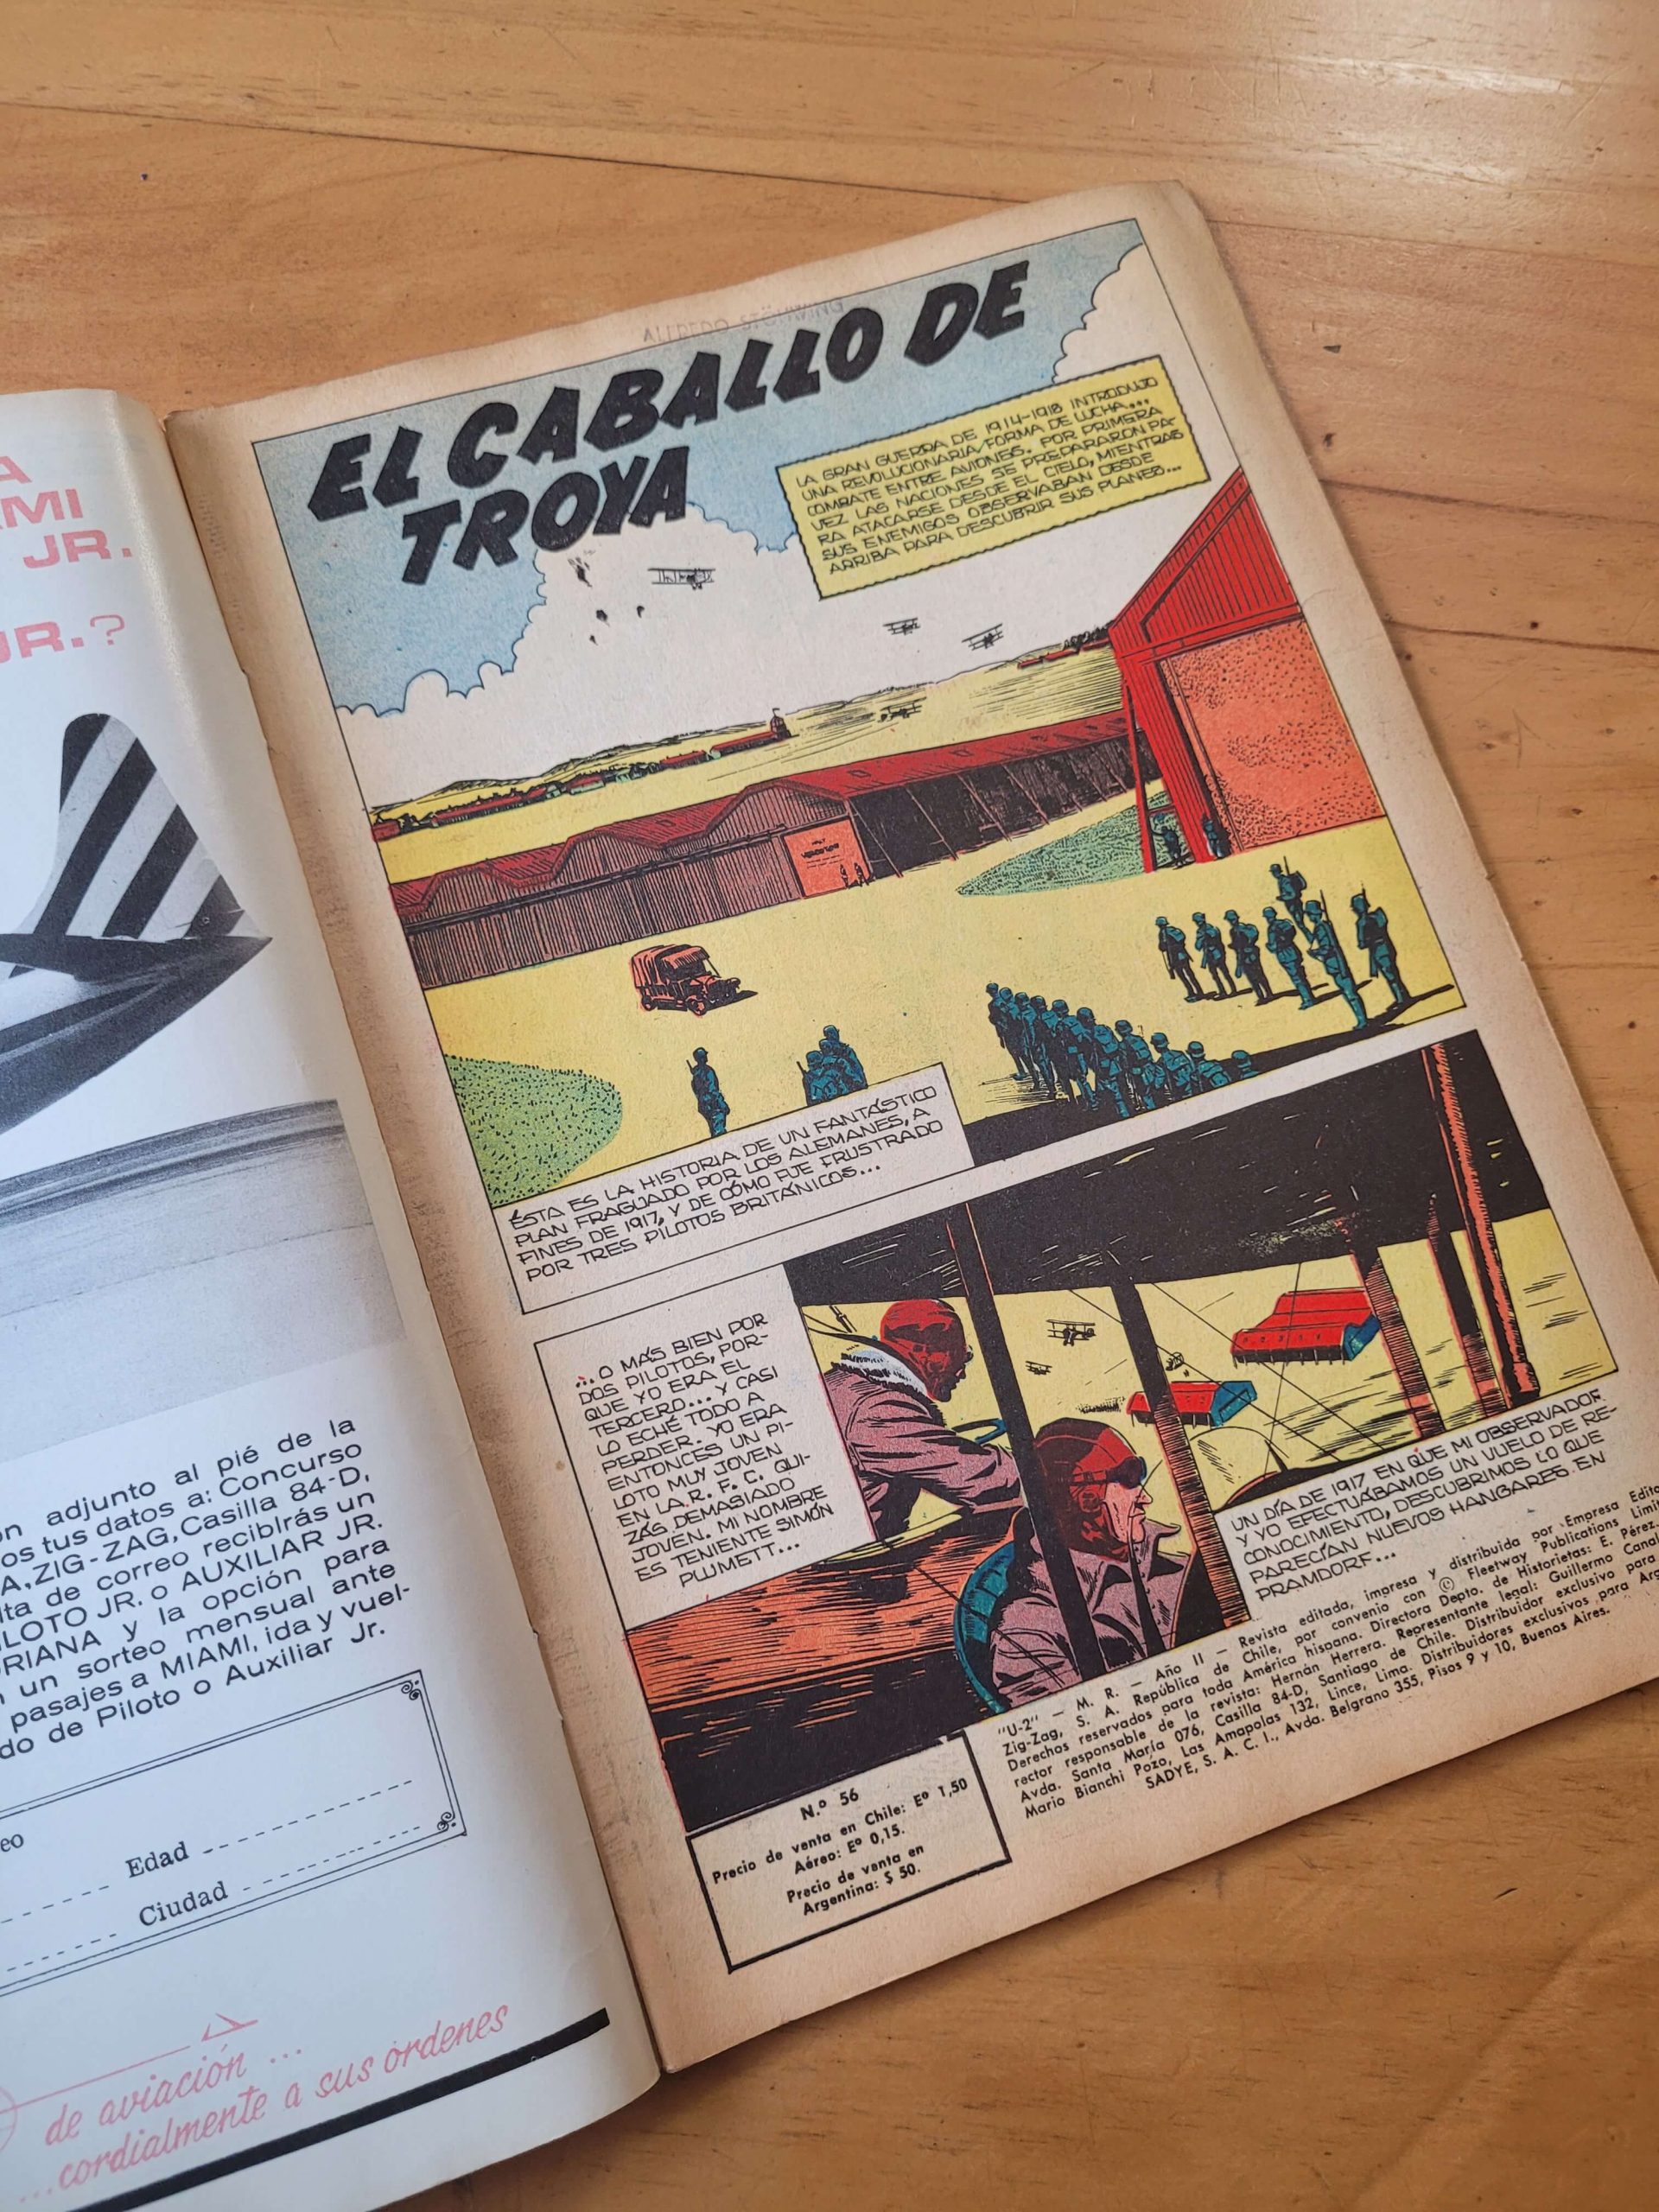 A
AMI
JR.
JR.?
n adjunto al pié de la
os tus datos a: Concurso
A, ZIG-ZAG, Casilla 84-D,
lta de correo recibirás un
ILOTO JR. o AUXILIAR JR.
RIANA y la opción para
un sorteo mensual ante
pasajes a MIAMI, ida y vuel-
do de Piloto o Auxiliar Jr.
eo
Edad
Ciudad
de aviación ...
...cordialmente a sus ordenes
EL CABALLO DE
TROYA
LA GRAN GUERRA DE 1914-1918 INTRODUJO
UNA REVOLUCIONARIA FORMA DE LUCHA...
COMBATE ENTRE AVIONES. POR PRIMERA
VEZ LAS NACIONES SE PREPARARON PA-
RA ATACARSE DESDE EL CIELO, MIENTRAS
SUS ENEMIGOS OBSERVABAN DESDE
ARRIBA PARA DESCUBRIR SUS PLANES...
ÉSTA ES LA HISTORIA DE UN FANTÁSTICO
PLAN FRAGUADO POR LOS ALEMANES, A
FINES DE 1917, Y DE CÓMO FUE FRUSTRADO
POR TRES PILOTOS BRITÁNICOS...
...O MÁS BIEN POR
DOS PILOTOS, POR-
QUE YO ERA EL
TERCERO... Y CASI
LO ECHÉ TODO A
PERDER. YO ERA
ENTONCES UN PI-
LOTO MUY JOVEN
EN LA R. F. C. QUI-
ZÁS DEMASIADO
JOVEN. MI NOMBRE
ES TENIENTE SIMÓN
PLUMETT...
UN DÍA DE 1917 EN QUE MI OBSERVADOR
Y YO EFECTUÁBAMOS UN VUELO DE RE-
CONOCIMIENTO, DESCUBRIMOS LO QUE
PARECÍAN NUEVOS HANGARES EN
PRAMDORF...
"U-2" — M. R. — Año II — Revista editada, impresa y distribuida por Empresa Edito
Zig-Zag, S. A. República de Chile, por convenio con © Fleetway Publications Limit
Derechos reservados para toda América hispana. Directora Depto. de Historietas: E. Pérez.
rector responsable de la revista: Hernán Herrera. Representante legal: Guillermo Canal
Avda. Santa María 076, Casilla 84-D, Santiago de Chile. Distribuidor exclusivo para
Mario Bianchi Pozo, Las Amapolas 132, Lince, Lima. Distribuidores exclusivos para Arg
SADYE, S. A. C. I., Avda. Belgrano 355, Pisos 9 y 10, Buenos Aires.
N.º 56
Precio de venta en Chile: Eº 1,50
Aéreo: Eº 0,15.
Precio de venta en
Argentina: $ 50.